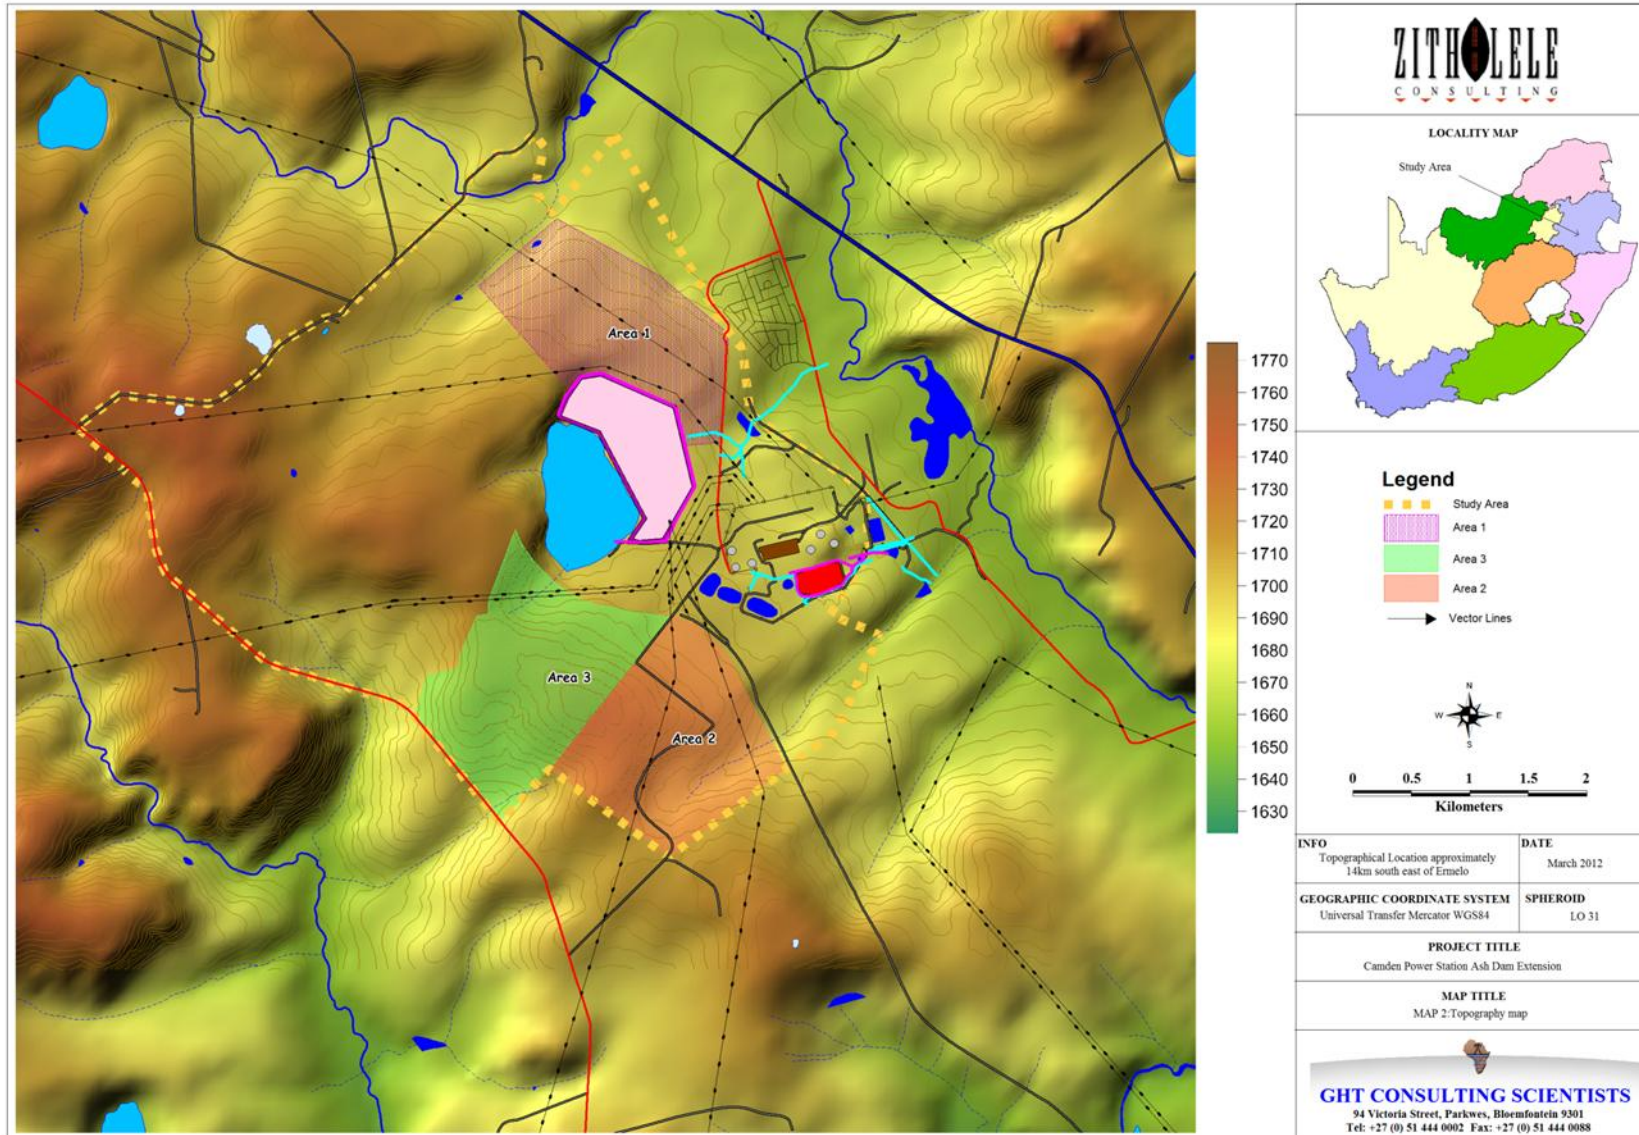 ZITHOLELE
CONSULTING
LOCALITY MAP
Study Area
Area 1
Area 3
Area 2
1770
1760
1750
1740
1730
1720
1710
1700
1690
1680
1670
1660
1650
1640
1630
Legend
Study Area
Area 1
Area 3
Area 2
Vector Lines
N
W E
S
0 0.5 1 1.5 2
Kilometers
INFO
Topographical Location approximately
14km south east of Ermelo
DATE
March 2012
GEOGRAPHIC COORDINATE SYSTEM
Universal Transfer Mercator WGS84
SPHEROID
LO 31
PROJECT TITLE
Camden Power Station Ash Dam Extension
MAP TITLE
MAP 2:Topography map
GHT CONSULTING SCIENTISTS
94 Victoria Street, Parkwes, Bloemfontein 9301
Tel: +27 (0) 51 444 0002 Fax: +27 (0) 51 444 0088